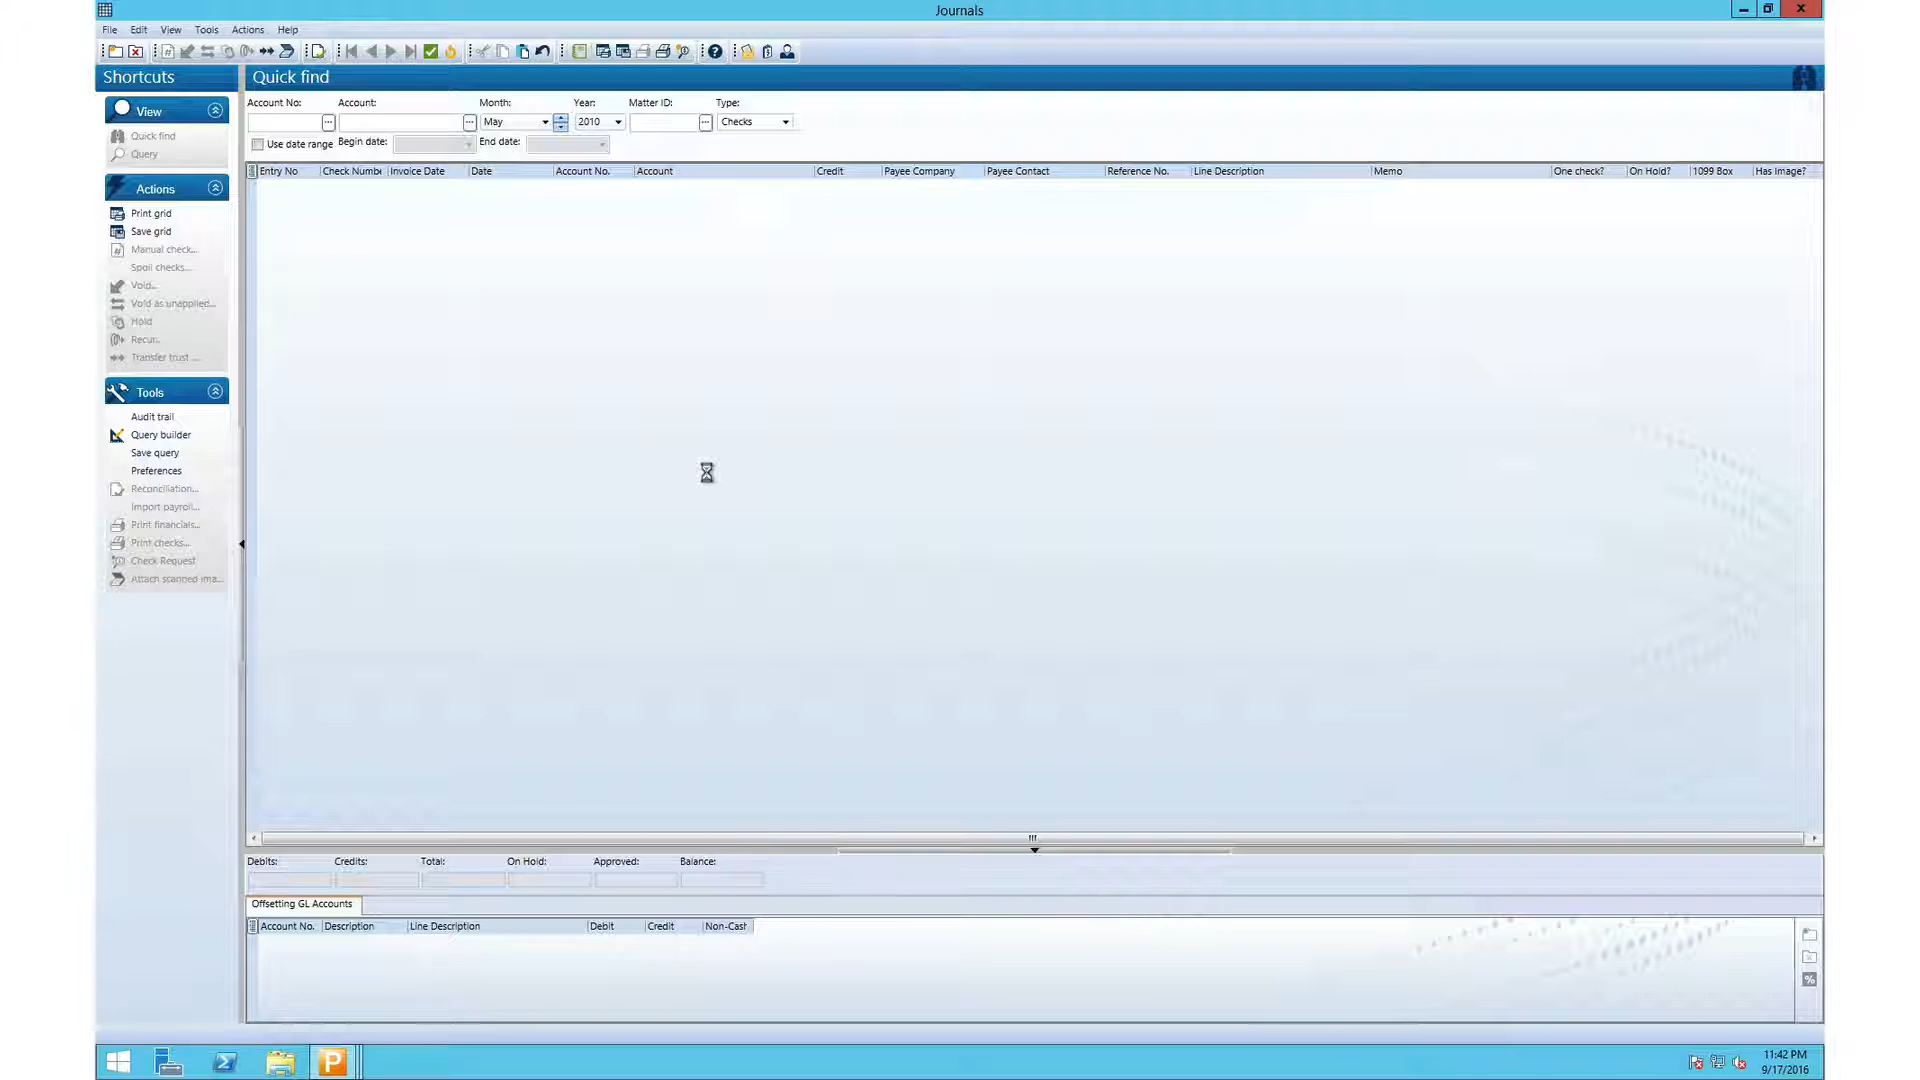 Journals
File Edit View Tools Actions Help
Shortcuts
Quick find
View
Quick find
Query
Actions
Print grid
Save grid
Manual check...
Spoil checks...
Void...
Void as unapplied...
Hold
Recur...
Transfer trust ...
Tools
Audit trail
Query builder
Save query
Preferences
Reconciliation...
Import payroll...
Print financials...
Print checks...
Check Request
Attach scanned ima...
Account No: Account: Month: Year: Matter ID: Type:
May 2010 Checks
Use date range Begin date: End date:
Entry No Check Numbe Invoice Date Date Account No. Account Credit Payee Company Payee Contact Reference No. Line Description Memo One check? On Hold? 1099 Box Has Image?
Debits: Credits: Total: On Hold: Approved: Balance:
Offsetting GL Accounts
Account No. Description Line Description Debit Credit Non-Cash
%
P
11:42 PM
9/17/2016